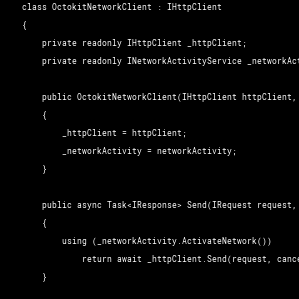 class OctokitNetworkClient : IHttpClient
{
private readonly IHttpClient _httpClient;
private readonly INetworkActivityService _networkAct
public OctokitNetworkClient(IHttpClient httpClient,
{
_httpClient = httpClient;
_networkActivity = networkActivity;
}
public async Task<IResponse> Send(IRequest request,
{
using (_networkActivity.ActivateNetwork())
return await _httpClient.Send(request, cance
}